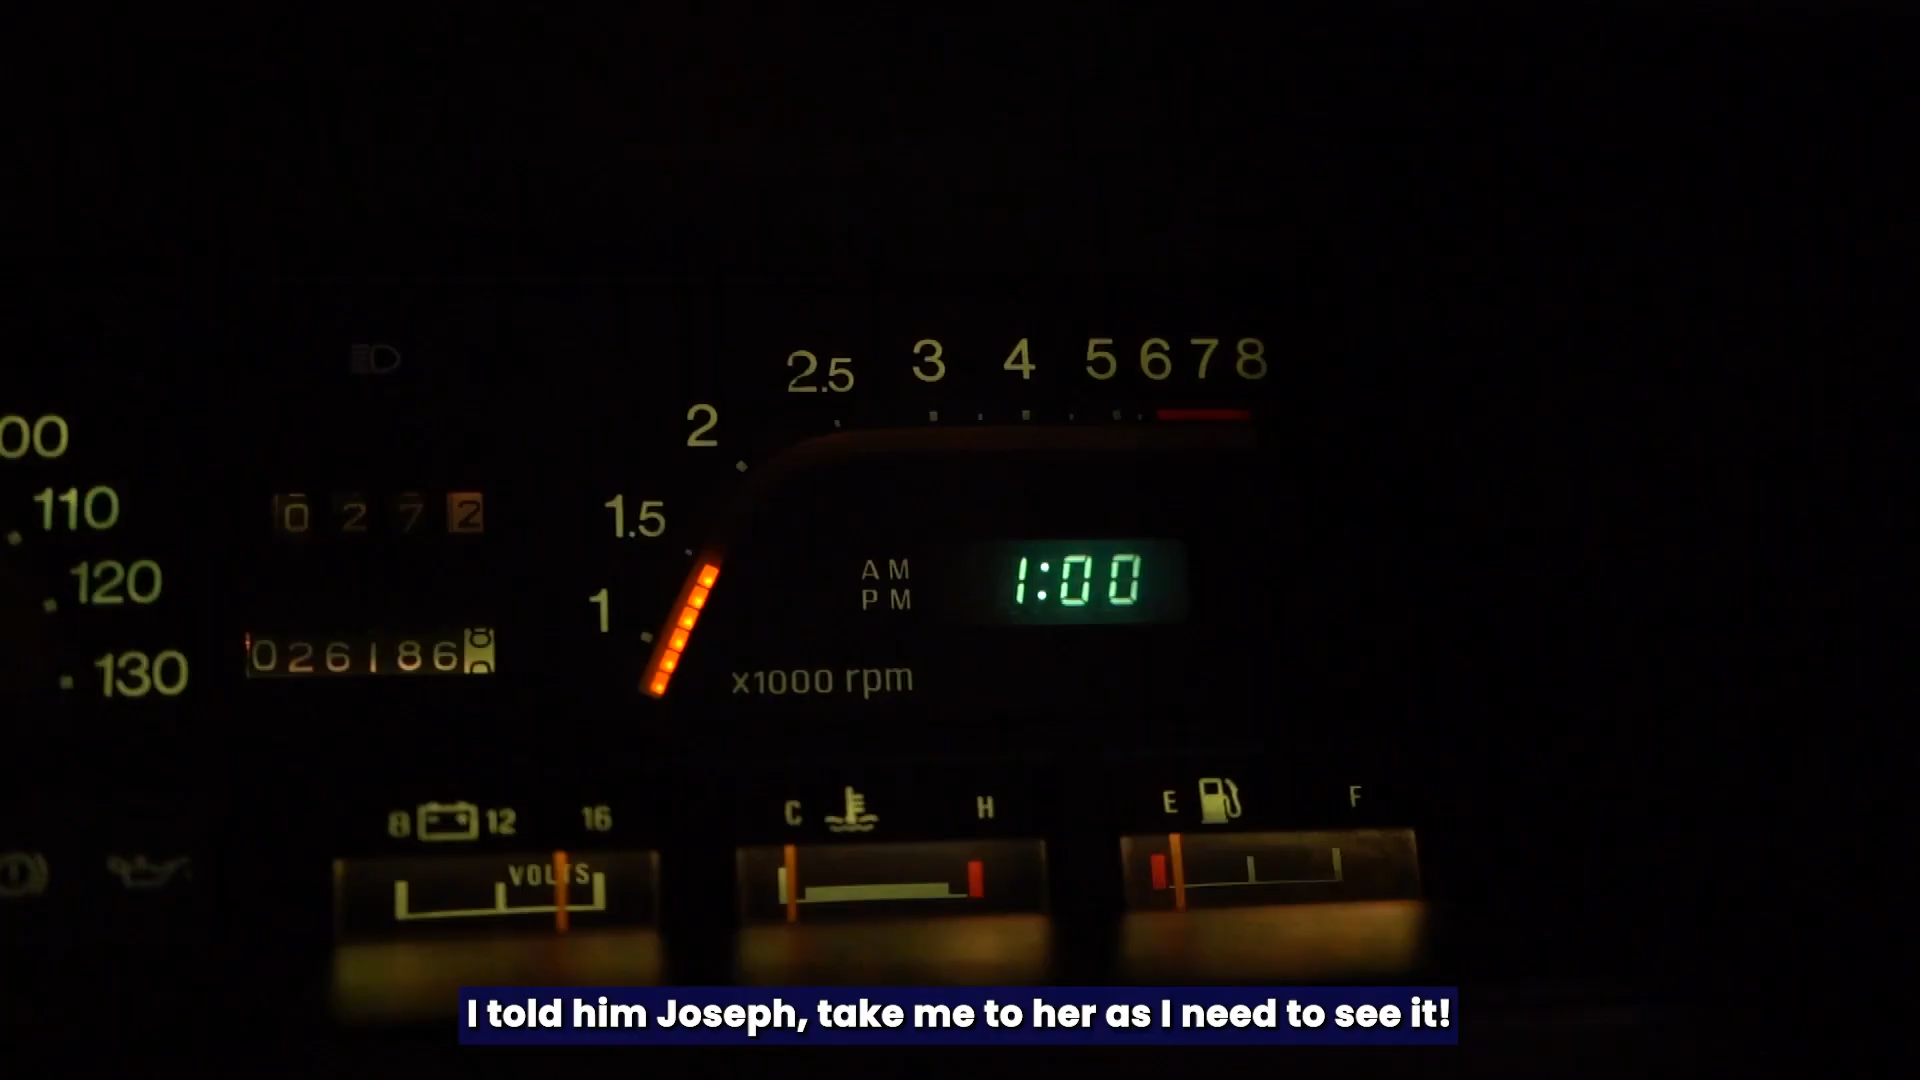 2.5 3 4 5 6 7 8
2
00
110
0 2 7 2
1.5
AM
PM
1:00
120
1
026186
130
x1000 rpm
8 12 16
C H
E F
VOLTS
I told him Joseph, take me to her as I need to see it!